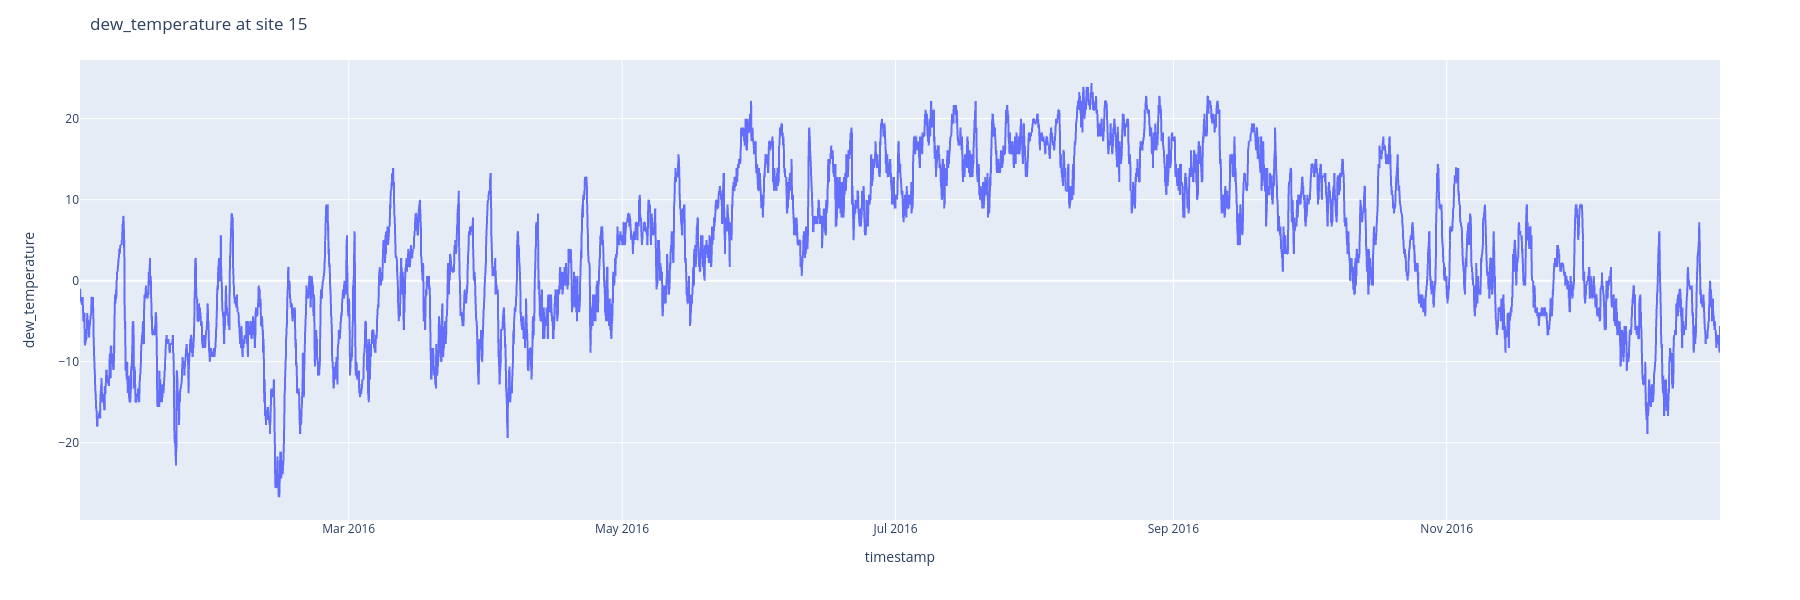 dew_temperature at site 15
dew_temperature
20
10
0
−10
−20
Mar 2016
May 2016
Jul 2016
Sep 2016
Nov 2016
timestamp